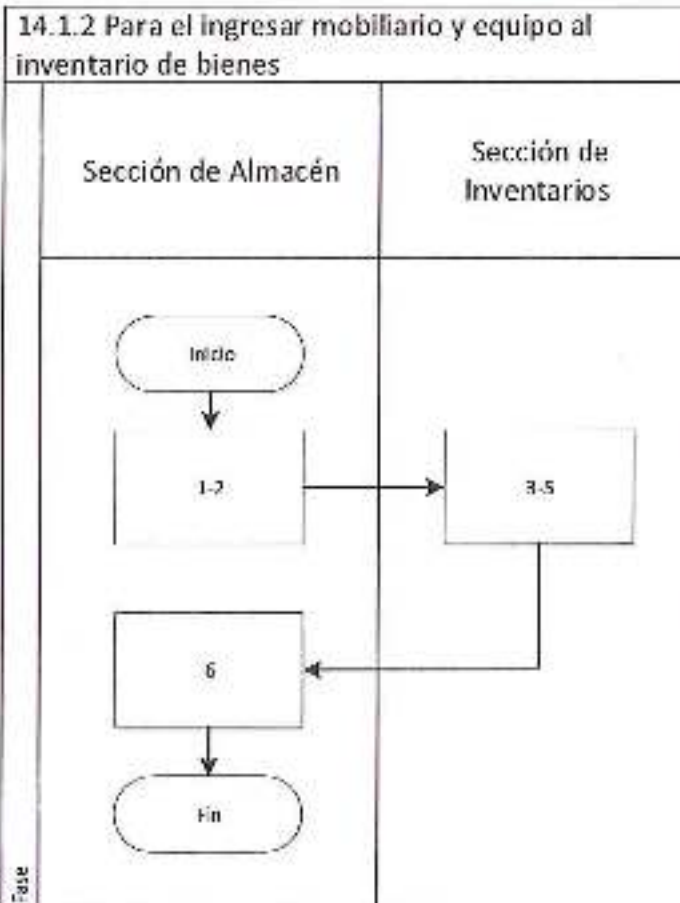 14.1.2 Para el ingresar mobiliario y equipo al
inventario de bienes
Sección de Almacén
Sección de
Inventarios
Inicio
1-2
3-5
6
Fin
Fase